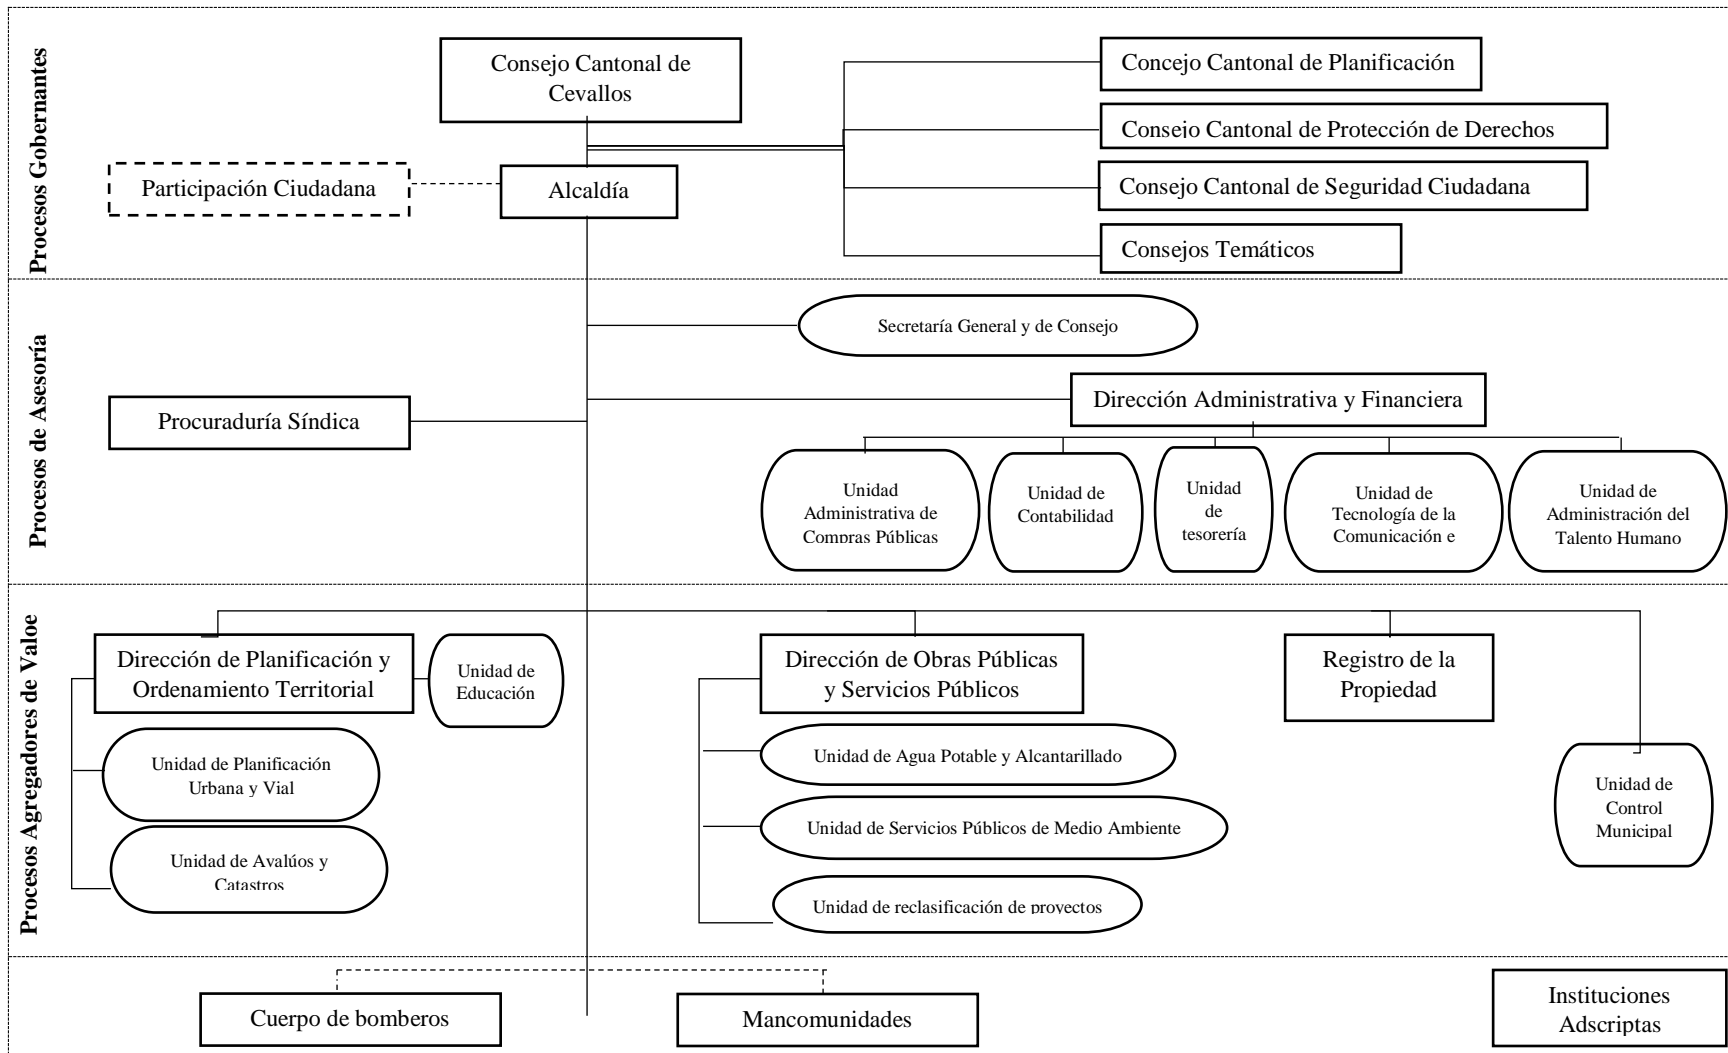 Procesos Gobernantes
Consejo Cantonal de
Cevallos
Concejo Cantonal de Planificación
Consejo Cantonal de Protección de Derechos
Participación Ciudadana
Alcaldía
Consejo Cantonal de Seguridad Ciudadana
Consejos Temáticos
Procesos de Asesoría
Secretaría General y de Consejo
Procuraduría Síndica
Dirección Administrativa y Financiera
Unidad
Administrativa de
Compras Públicas
Unidad de
Contabilidad
Unidad
de
tesorería
Unidad de
Tecnología de la
Comunicación e
Unidad de
Administración del
Talento Humano
Procesos Agregadores de Valoe
Dirección de Planificación y
Ordenamiento Territorial
Unidad de
Educación
Unidad de Planificación
Urbana y Vial
Unidad de Avalúos y
Catastros
Dirección de Obras Públicas
y Servicios Públicos
Unidad de Agua Potable y Alcantarillado
Unidad de Servicios Públicos de Medio Ambiente
Unidad de reclasificación de proyectos
Registro de la
Propiedad
Unidad de
Control
Municipal
Cuerpo de bomberos
Mancomunidades
Instituciones
Adscriptas